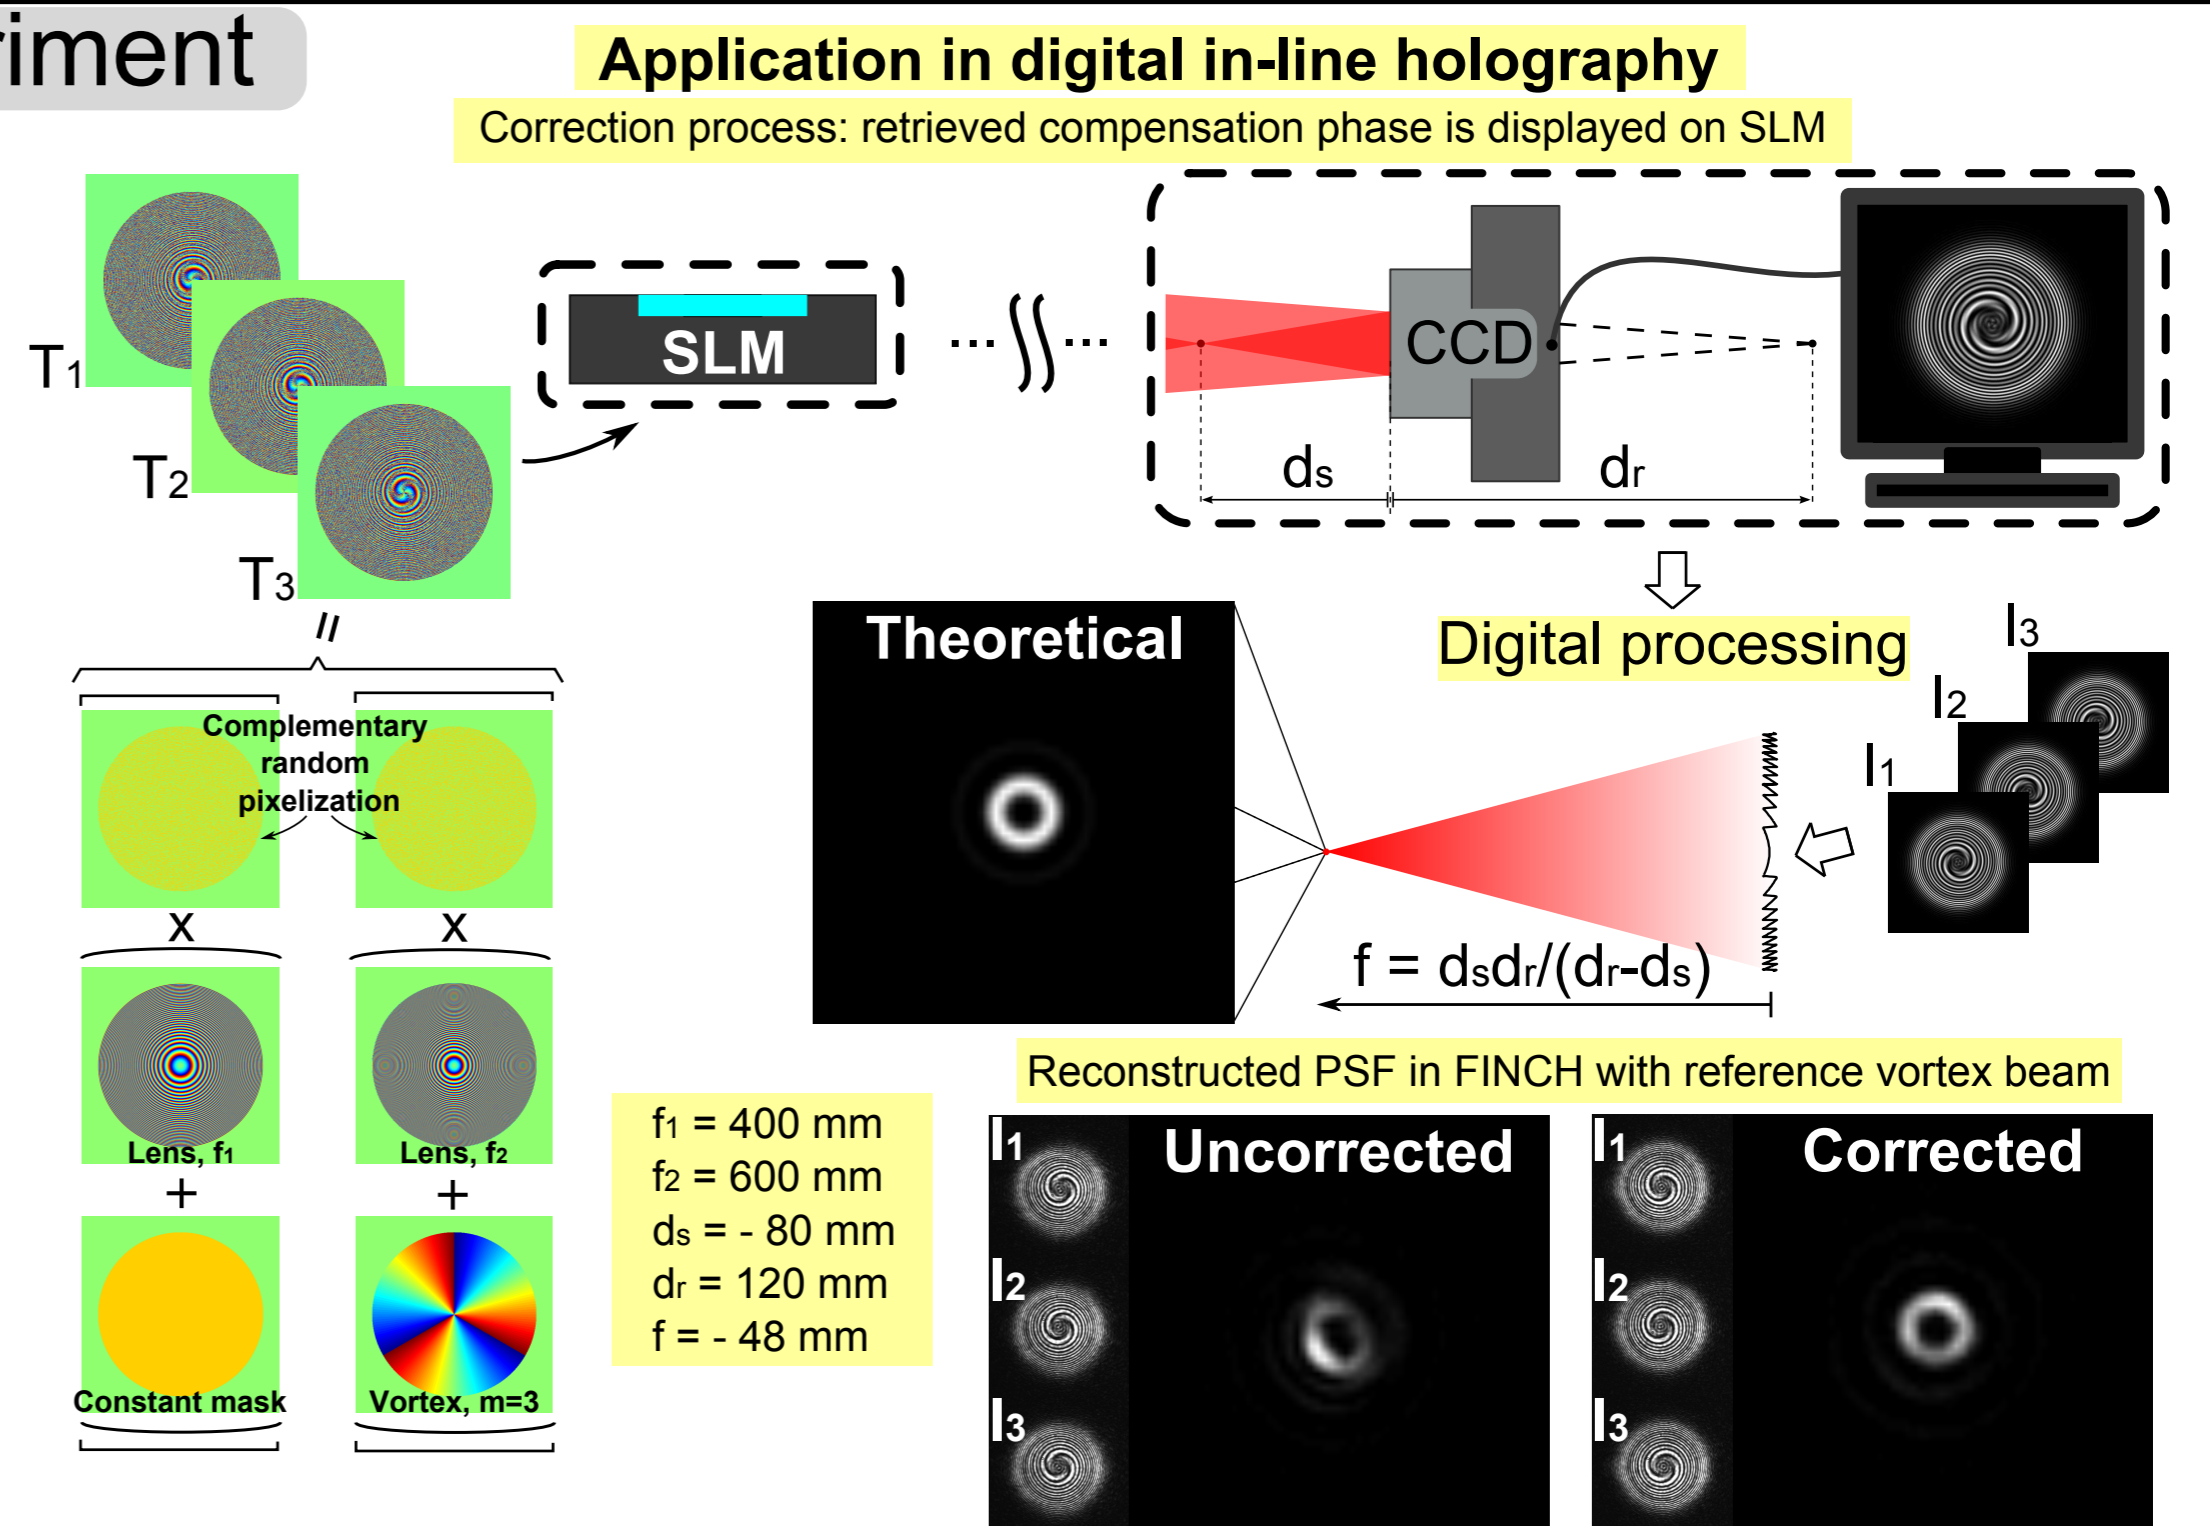 riment
Application in digital in-line holography
Correction process: retrieved compensation phase is displayed on SLM
T1
T2
T3
SLM
...
...
CCD
ds
dr
=
Complementary
random
pixelization
x
x
Lens, f1
Lens, f2
+
+
Constant mask
Vortex, m=3
Theoretical
Digital processing
I3
I2
I1
f = dsdr/(dr-ds)
f1 = 400 mm
f2 = 600 mm
ds = - 80 mm
dr = 120 mm
f = - 48 mm
Reconstructed PSF in FINCH with reference vortex beam
I1
Uncorrected
I2
I3
I1
Corrected
I2
I3